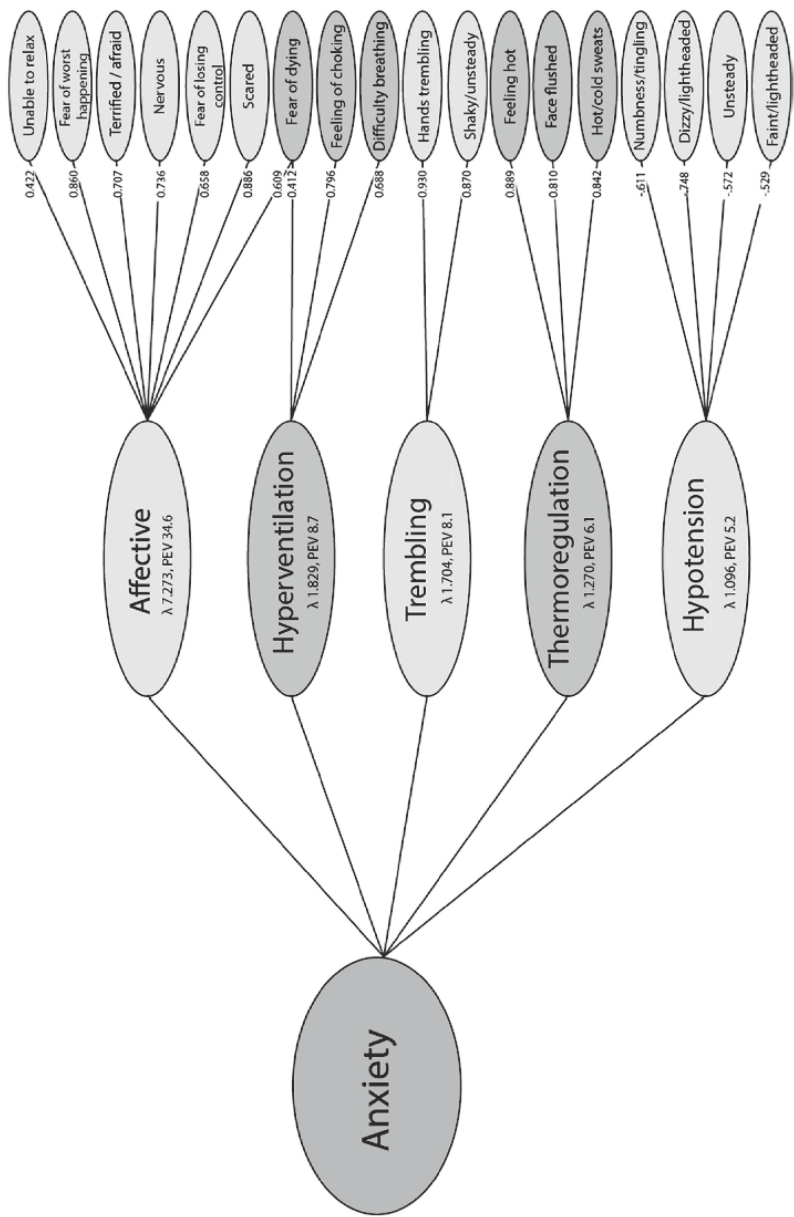 Anxiety
Affective
λ 7.273, PEV 34.6
Hyperventilation
λ 1.829, PEV 8.7
Trembling
λ 1.704, PEV 8.1
Thermoregulation
λ 1.270, PEV 6.1
Hypotension
λ 1.096, PEV 5.2
0.422
0.860
0.707
0.736
0.658
0.886
0.609
0.412
0.796
0.688
0.930
0.870
0.889
0.810
0.842
-.611
-.748
-.572
-.529
Unable to relax
Fear of worst
happening
Terrified / afraid
Nervous
Fear of losing
control
Scared
Fear of dying
Feeling of choking
Difficulty breathing
Hands trembling
Shaky/unsteady
Feeling hot
Face flushed
Hot/cold sweats
Numbness/tingling
Dizzy/lightheaded
Unsteady
Faint/lightheaded